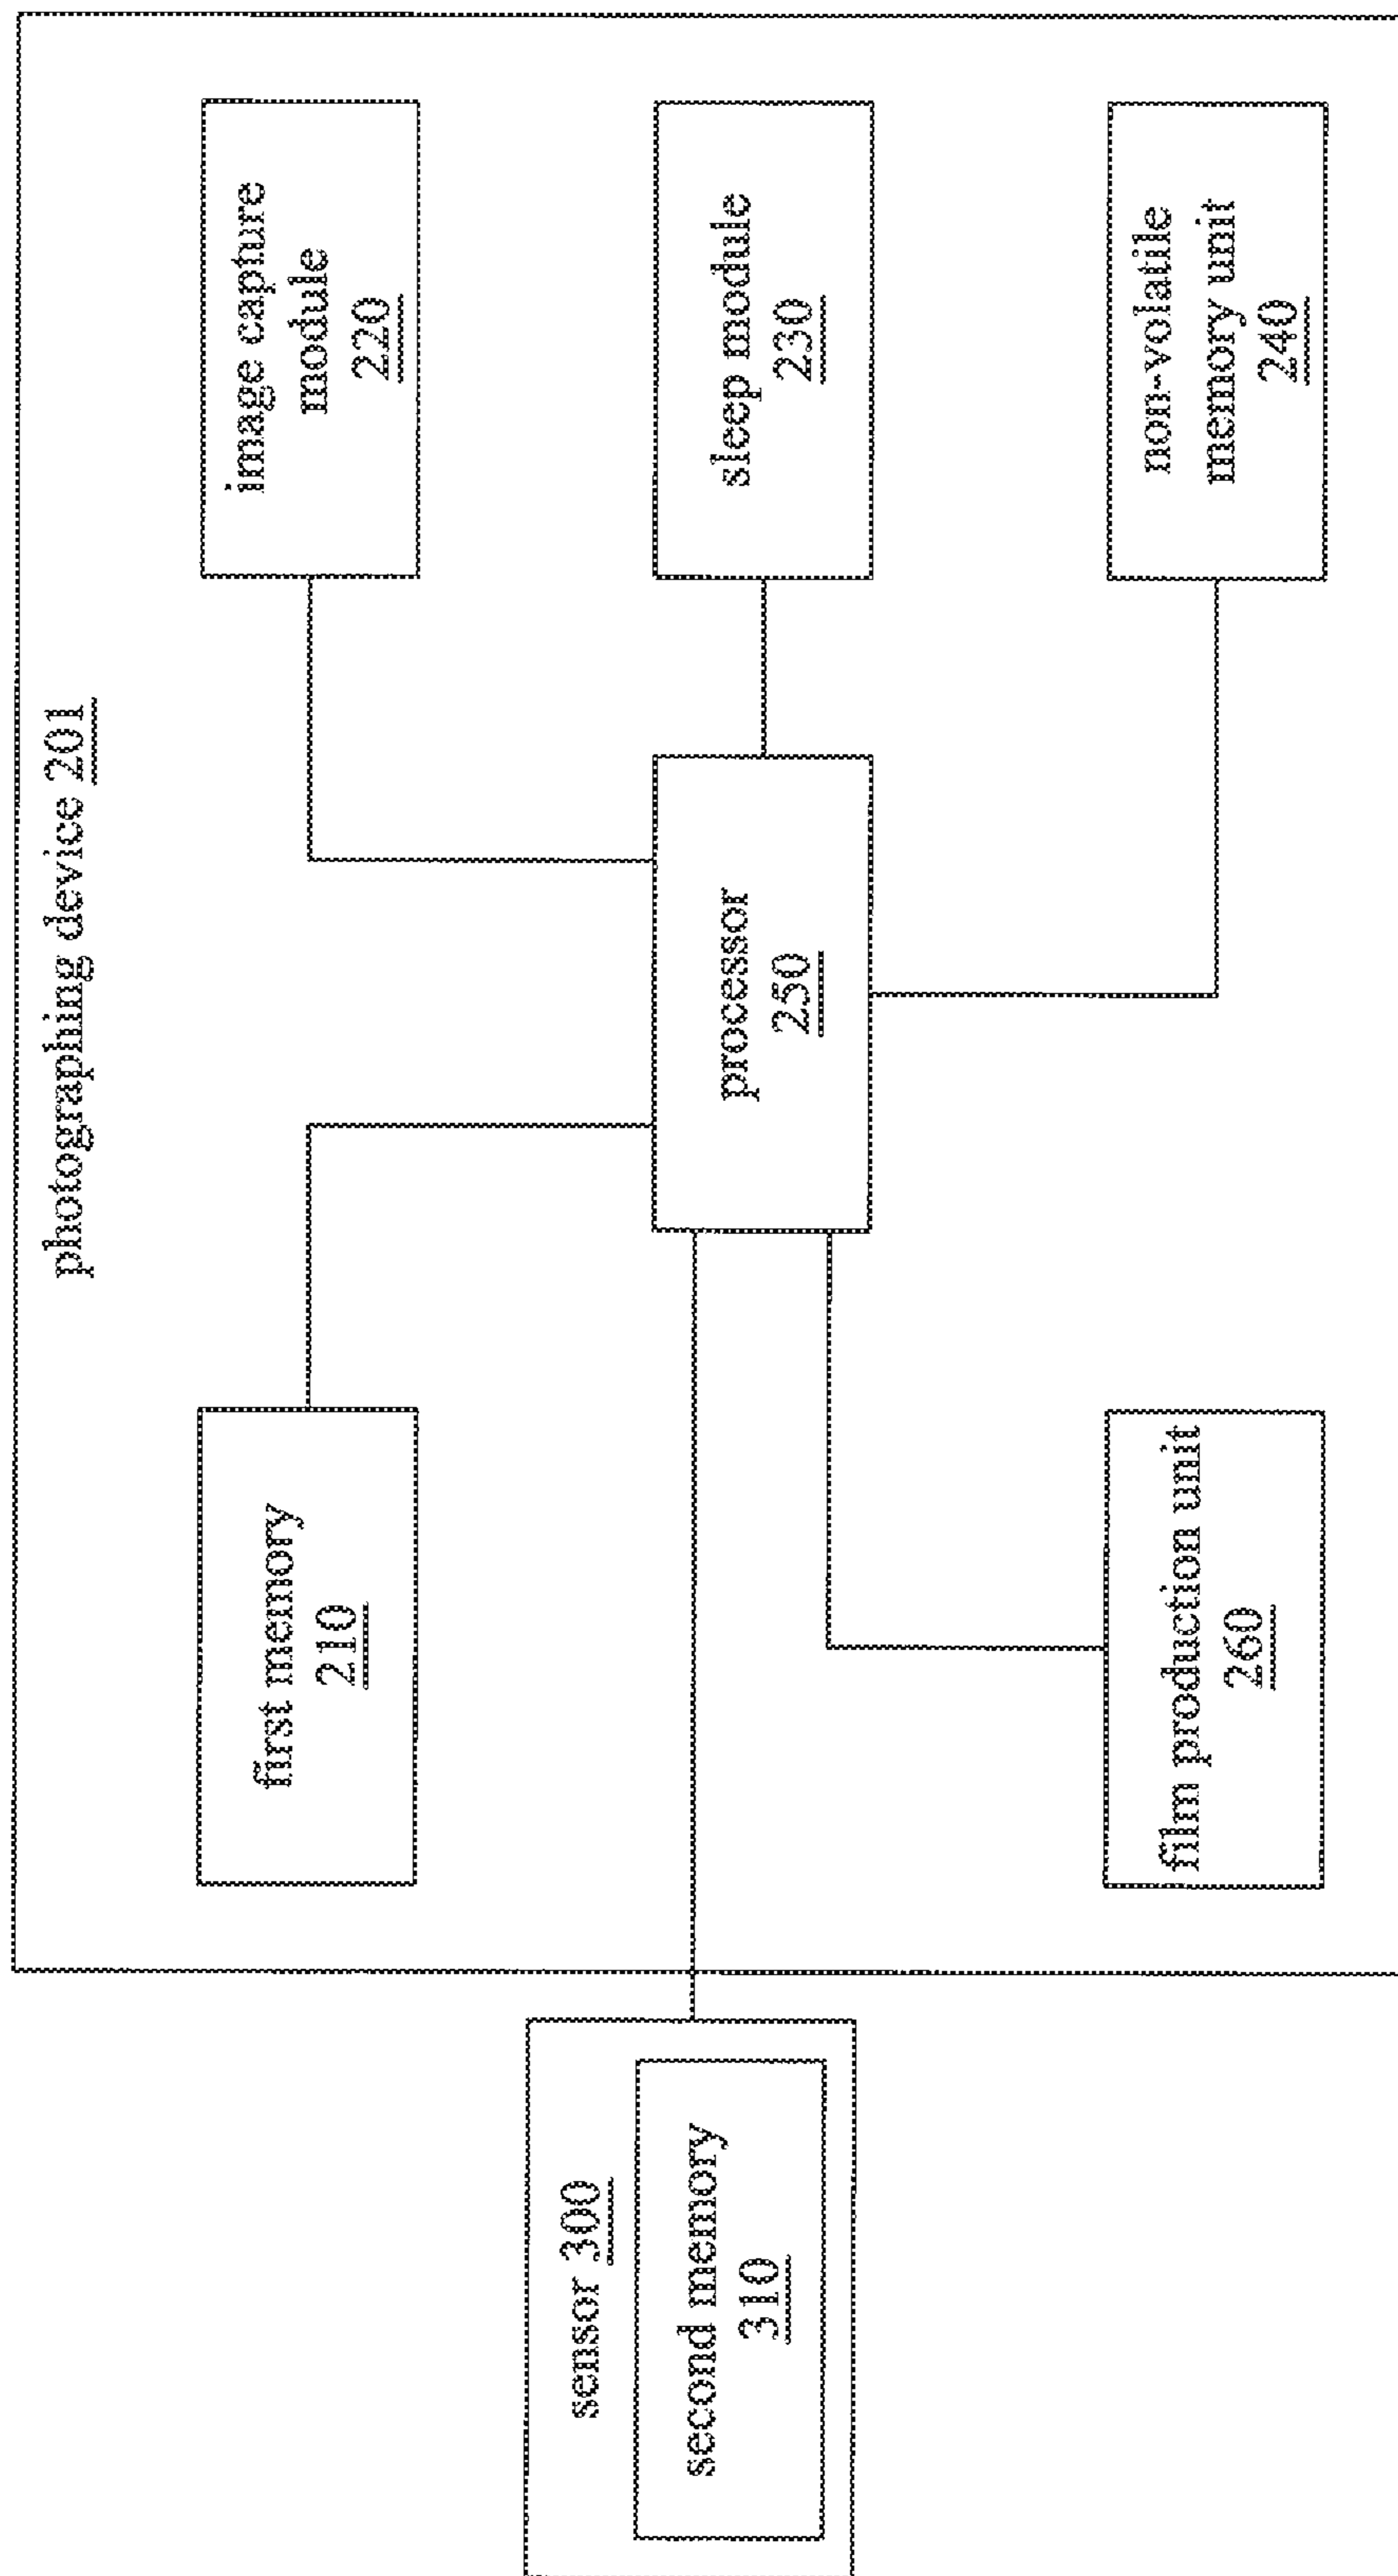 photographing device 201
first memory
210
image capture
module
220
sensor 300
second memory
310
processor
250
sleep module
230
film production unit
260
non-volatile
memory unit
240